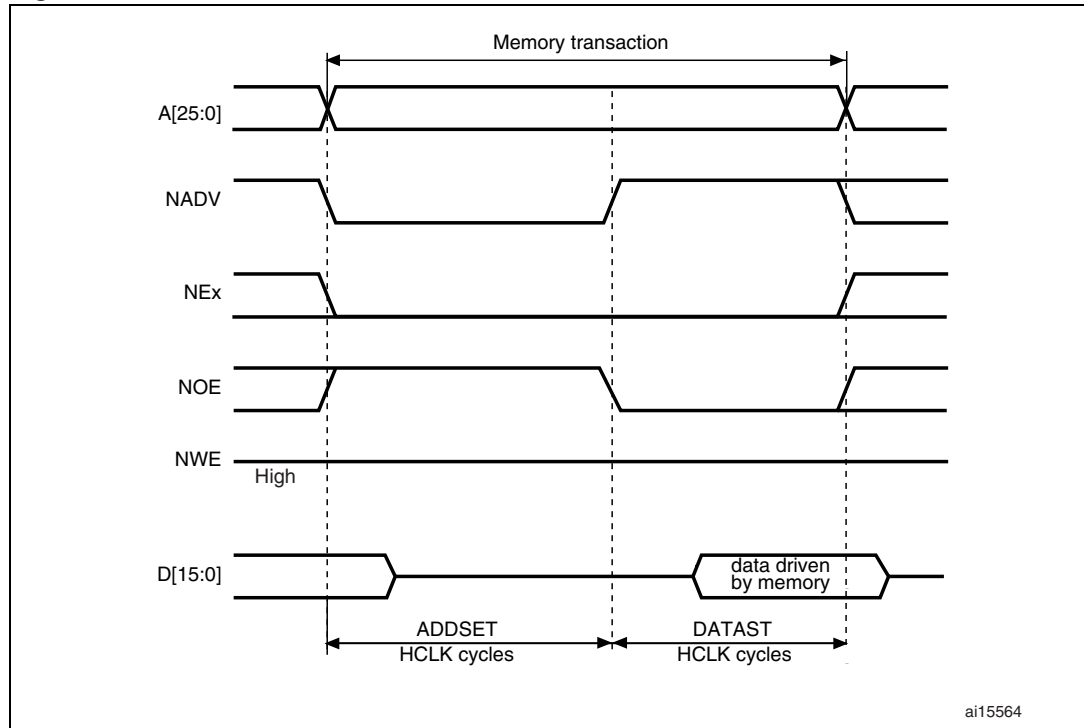 Memory transaction
A[25:0]
NADV
NEx
NOE
NWE
High
D[15:0]
data driven
by memory
ADDSET
HCLK cycles
DATAST
HCLK cycles
ai15564